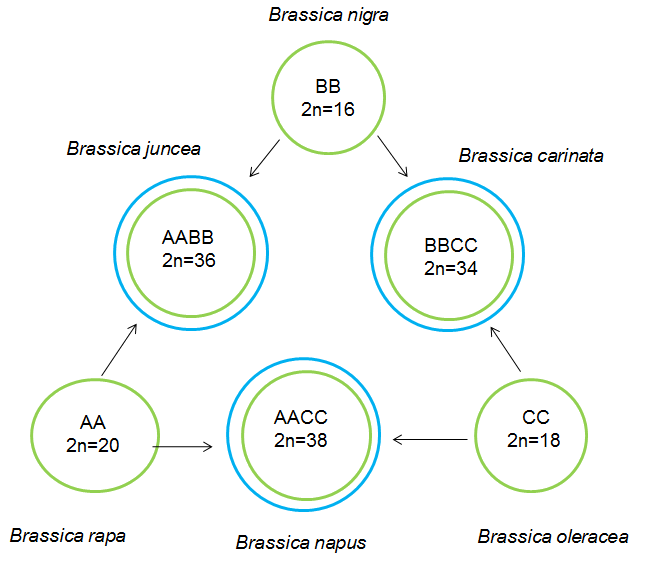 Brassica nigra
BB
2n=16
Brassica juncea
Brassica carinata
AABB
2n=36
BBCC
2n=34
AA
2n=20
AACC
2n=38
CC
2n=18
Brassica rapa
Brassica napus
Brassica oleracea